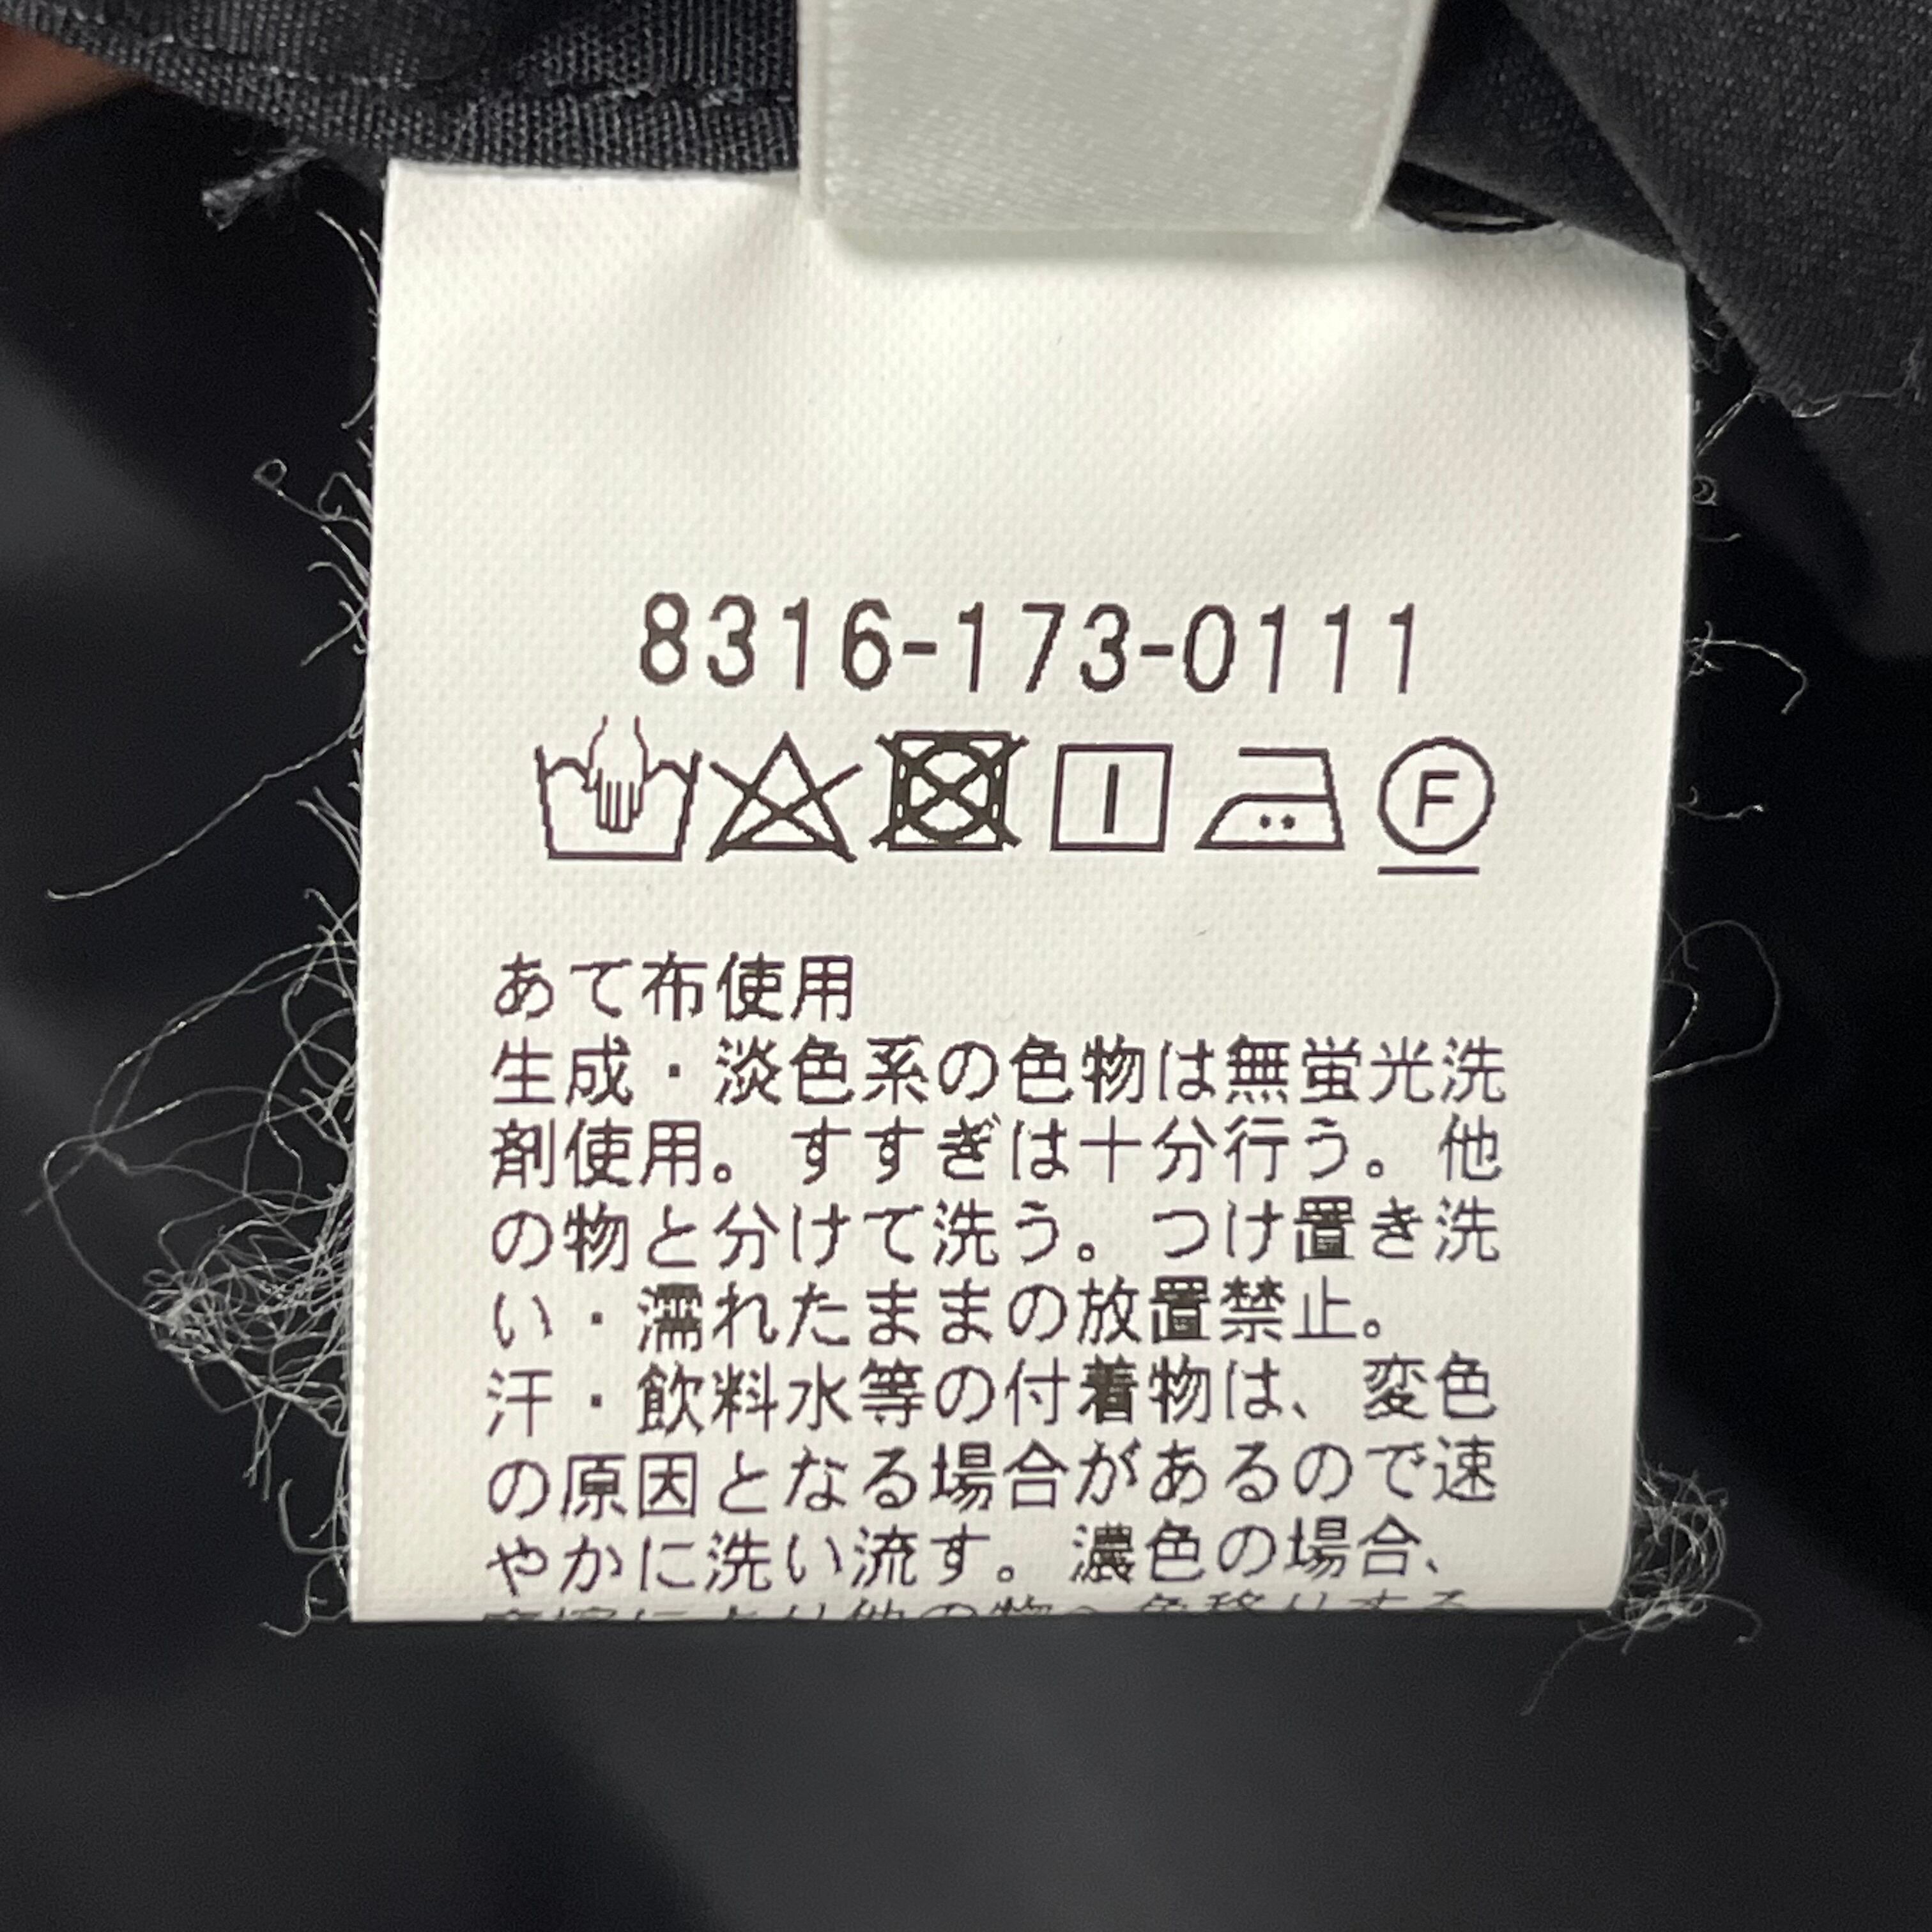 8316-173-0111
F
あて布使用
生成・淡色系の色物は無蛍光洗
剤使用。すすぎは十分行う。他
の物と分けて洗う。つけ置き洗
い・濡れたままの放置禁止。
汗・飲料水等の付着物は、変色
の原因となる場合があるので速
やかに洗い流す。濃色の場合、